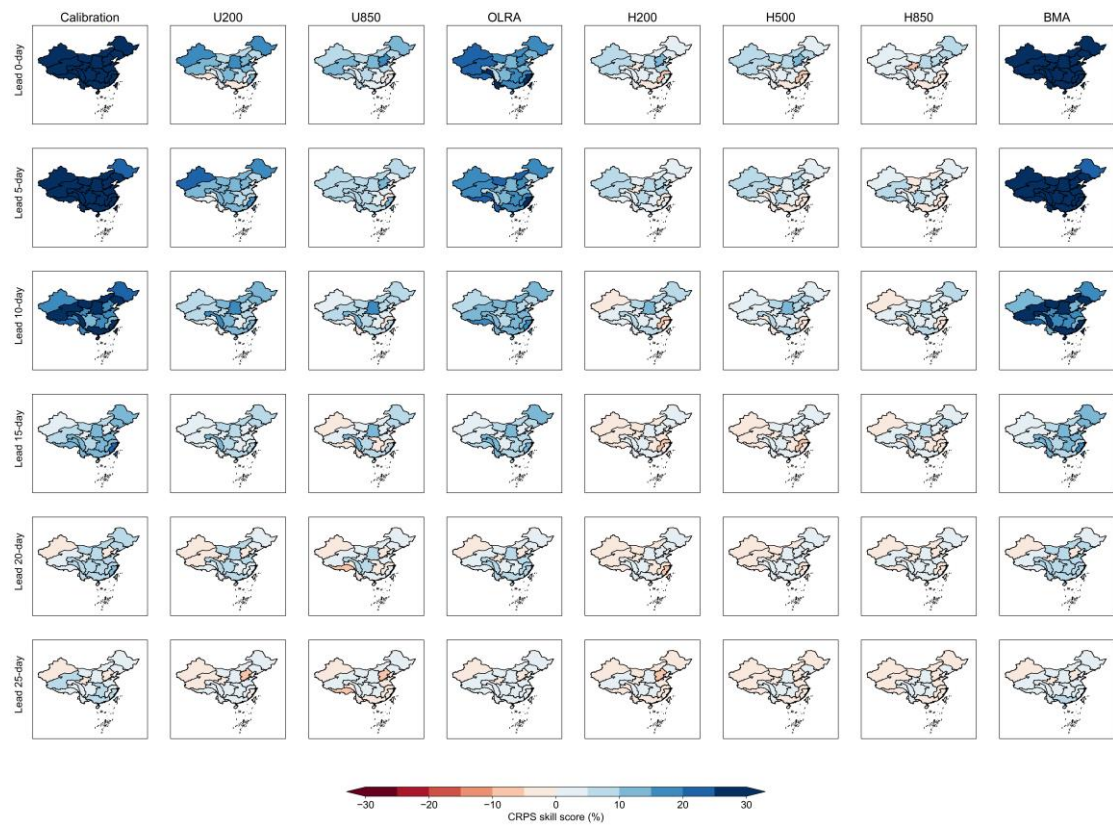 Calibration U200 U850 OLRA H200 H500 H850 BMA
Lead 0-day
Lead 5-day
Lead 10-day
Lead 15-day
Lead 20-day
Lead 25-day
−30 −20 −10 0 10 20 30
CRPS skill score (%)